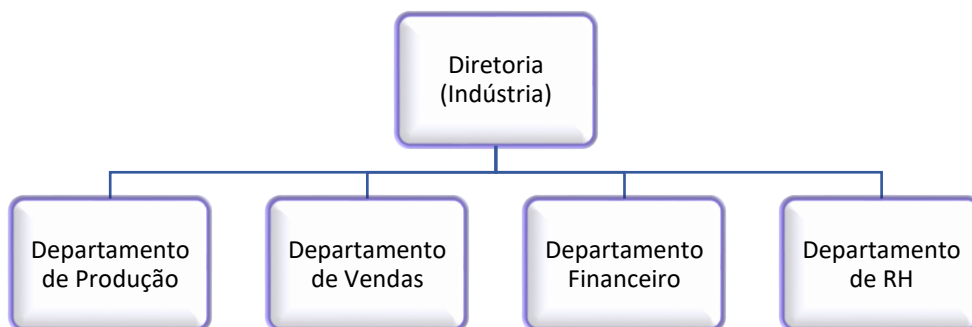 Diretoria
(Indústria)
Departamento
de Produção
Departamento
de Vendas
Departamento
Financeiro
Departamento
de RH